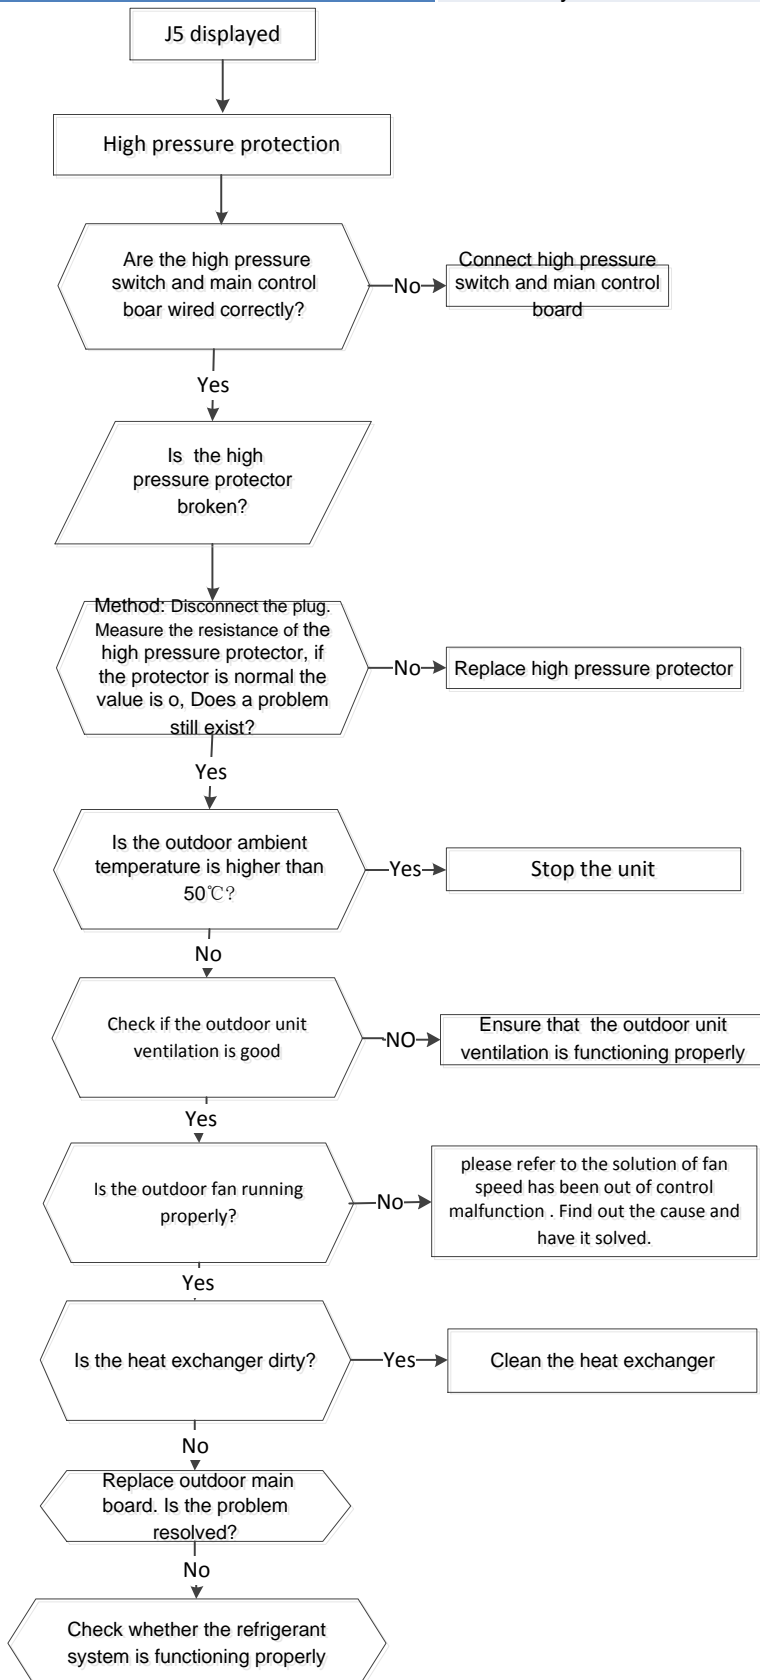 J5 displayed
High pressure protection
Are the high pressure
switch and main control
boar wired correctly?
No
Connect high pressure
switch and mian control
board
Yes
Is the high
pressure protector
broken?
Method: Disconnect the plug.
Measure the resistance of the
high pressure protector, if
the protector is normal the
value is o, Does a problem
still exist?
No
Replace high pressure protector
Yes
Is the outdoor ambient
temperature is higher than
50℃?
Yes
Stop the unit
No
Check if the outdoor unit
ventilation is good
NO
Ensure that the outdoor unit
ventilation is functioning properly
Yes
Is the outdoor fan running
properly?
No
please refer to the solution of fan
speed has been out of control
malfunction . Find out the cause and
have it solved.
Yes
Is the heat exchanger dirty?
Yes
Clean the heat exchanger
No
Replace outdoor main
board. Is the problem
resolved?
No
Check whether the refrigerant
system is functioning properly